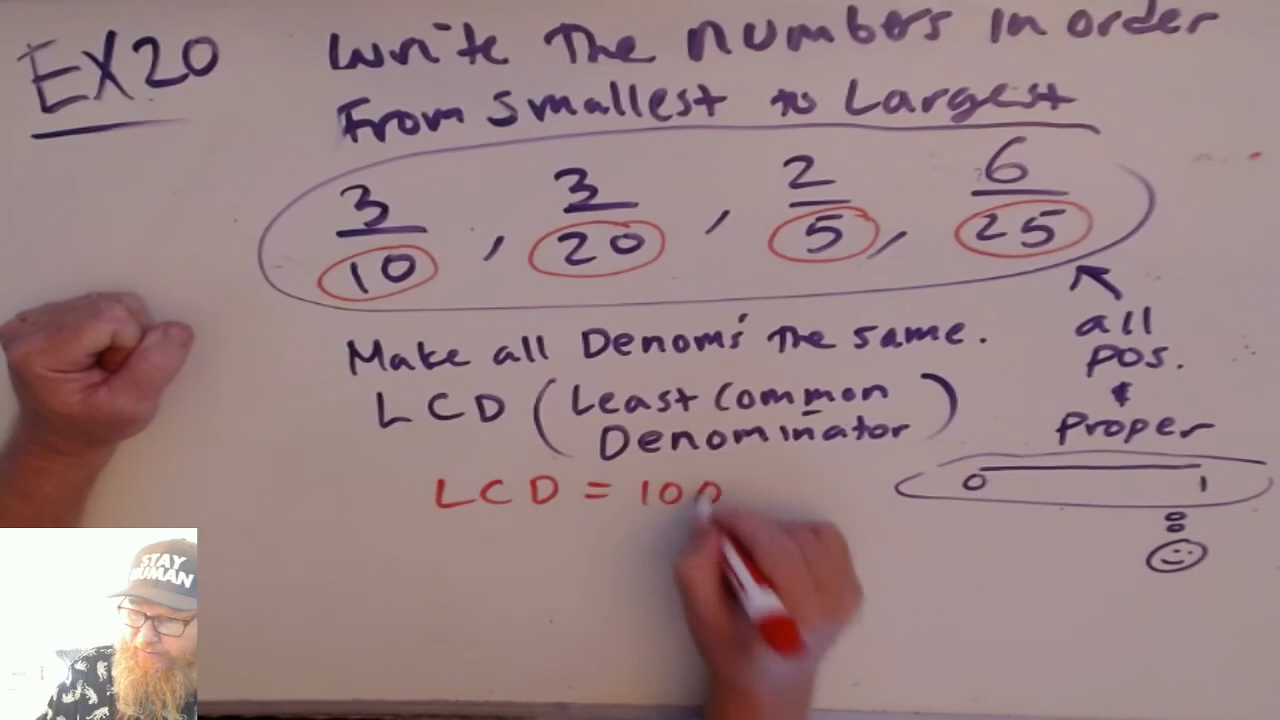 EX20
Write The numbers in order
From smallest to Largest
3/10 , 3/20 , 2/5 , 6/25
Make all Denom's The same.
all
pos.
&
Proper
LCD (Least Common
Denominator)
LCD = 100
0 1
STAY
HUMAN